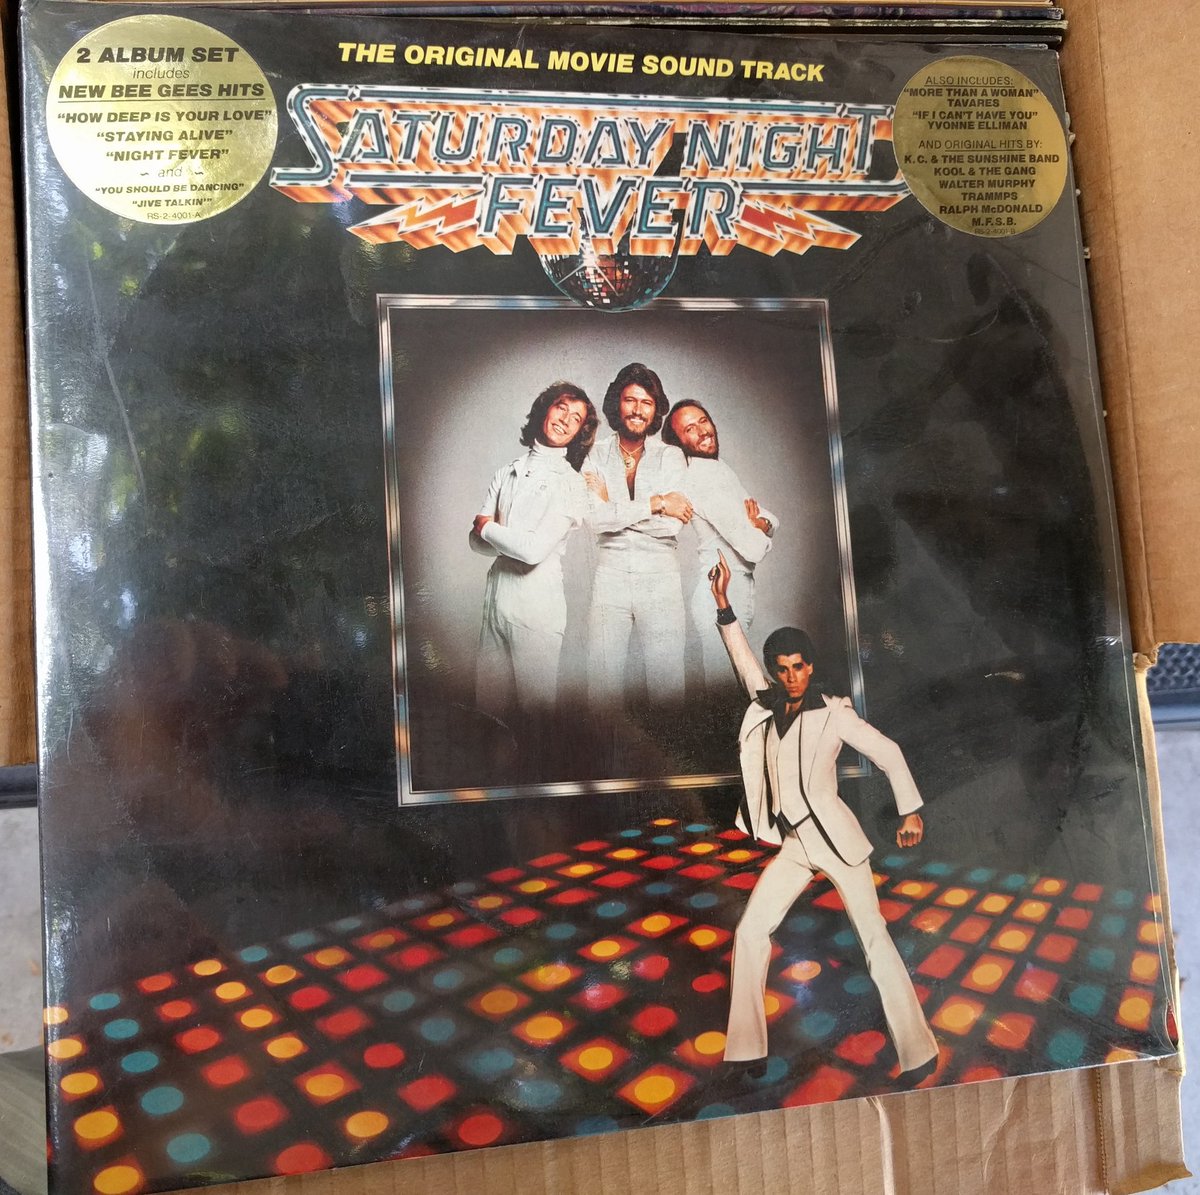 THE ORIGINAL MOVIE SOUND TRACK
SATURDAY NIGHT
FEVER
2 ALBUM SET
includes
NEW BEE GEES HITS
"HOW DEEP IS YOUR LOVE"
"STAYING ALIVE"
"NIGHT FEVER"
~ and ~
"YOU SHOULD BE DANCING"
"JIVE TALKIN'"
RS-2-4001-A
ALSO INCLUDES:
"MORE THAN A WOMAN"
TAVARES
"IF I CAN'T HAVE YOU"
YVONNE ELLIMAN
AND ORIGINAL HITS BY:
K.C. & THE SUNSHINE BAND
KOOL & THE GANG
WALTER MURPHY
TRAMMPS
RALPH McDONALD
M.F.S.B.
RS-2-4001-B